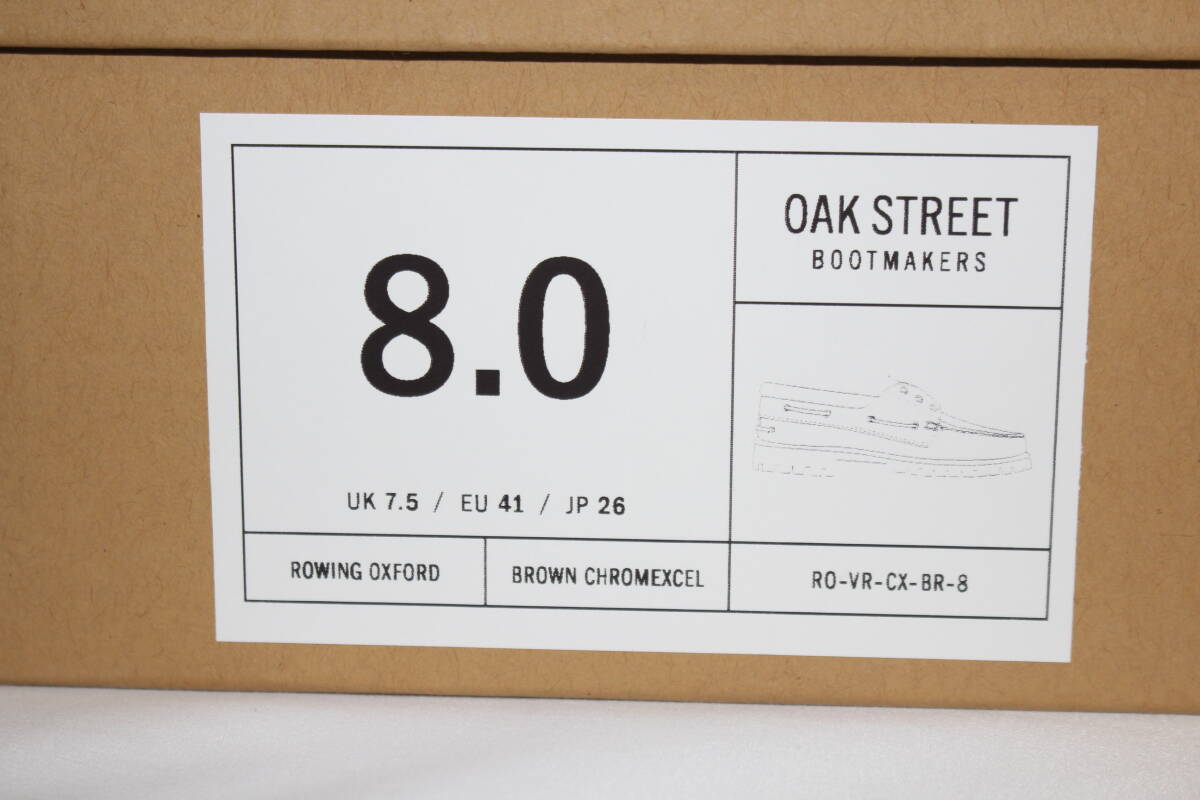 8.0
UK 7.5 / EU 41 / JP 26
OAK STREET
BOOTMAKERS
ROWING OXFORD
BROWN CHROMEXCEL
RO-VR-CX-BR-8